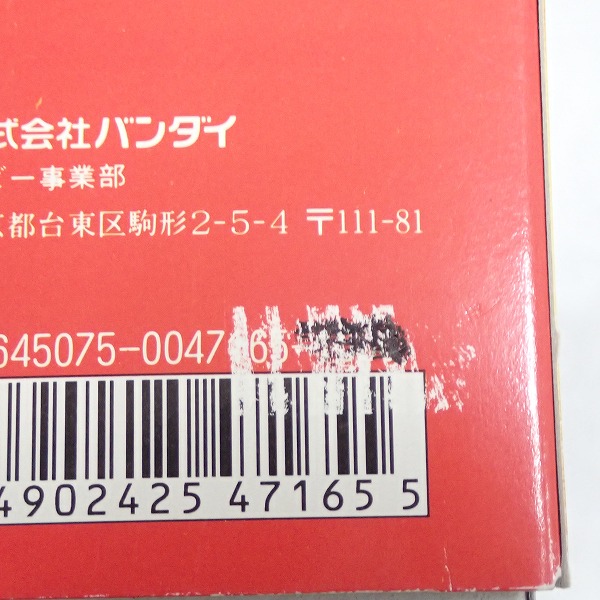 式会社バンダイ
ビー事業部
京都台東区駒形2-5-4 〒111-81
645075-0047165-
4902425 47165 5